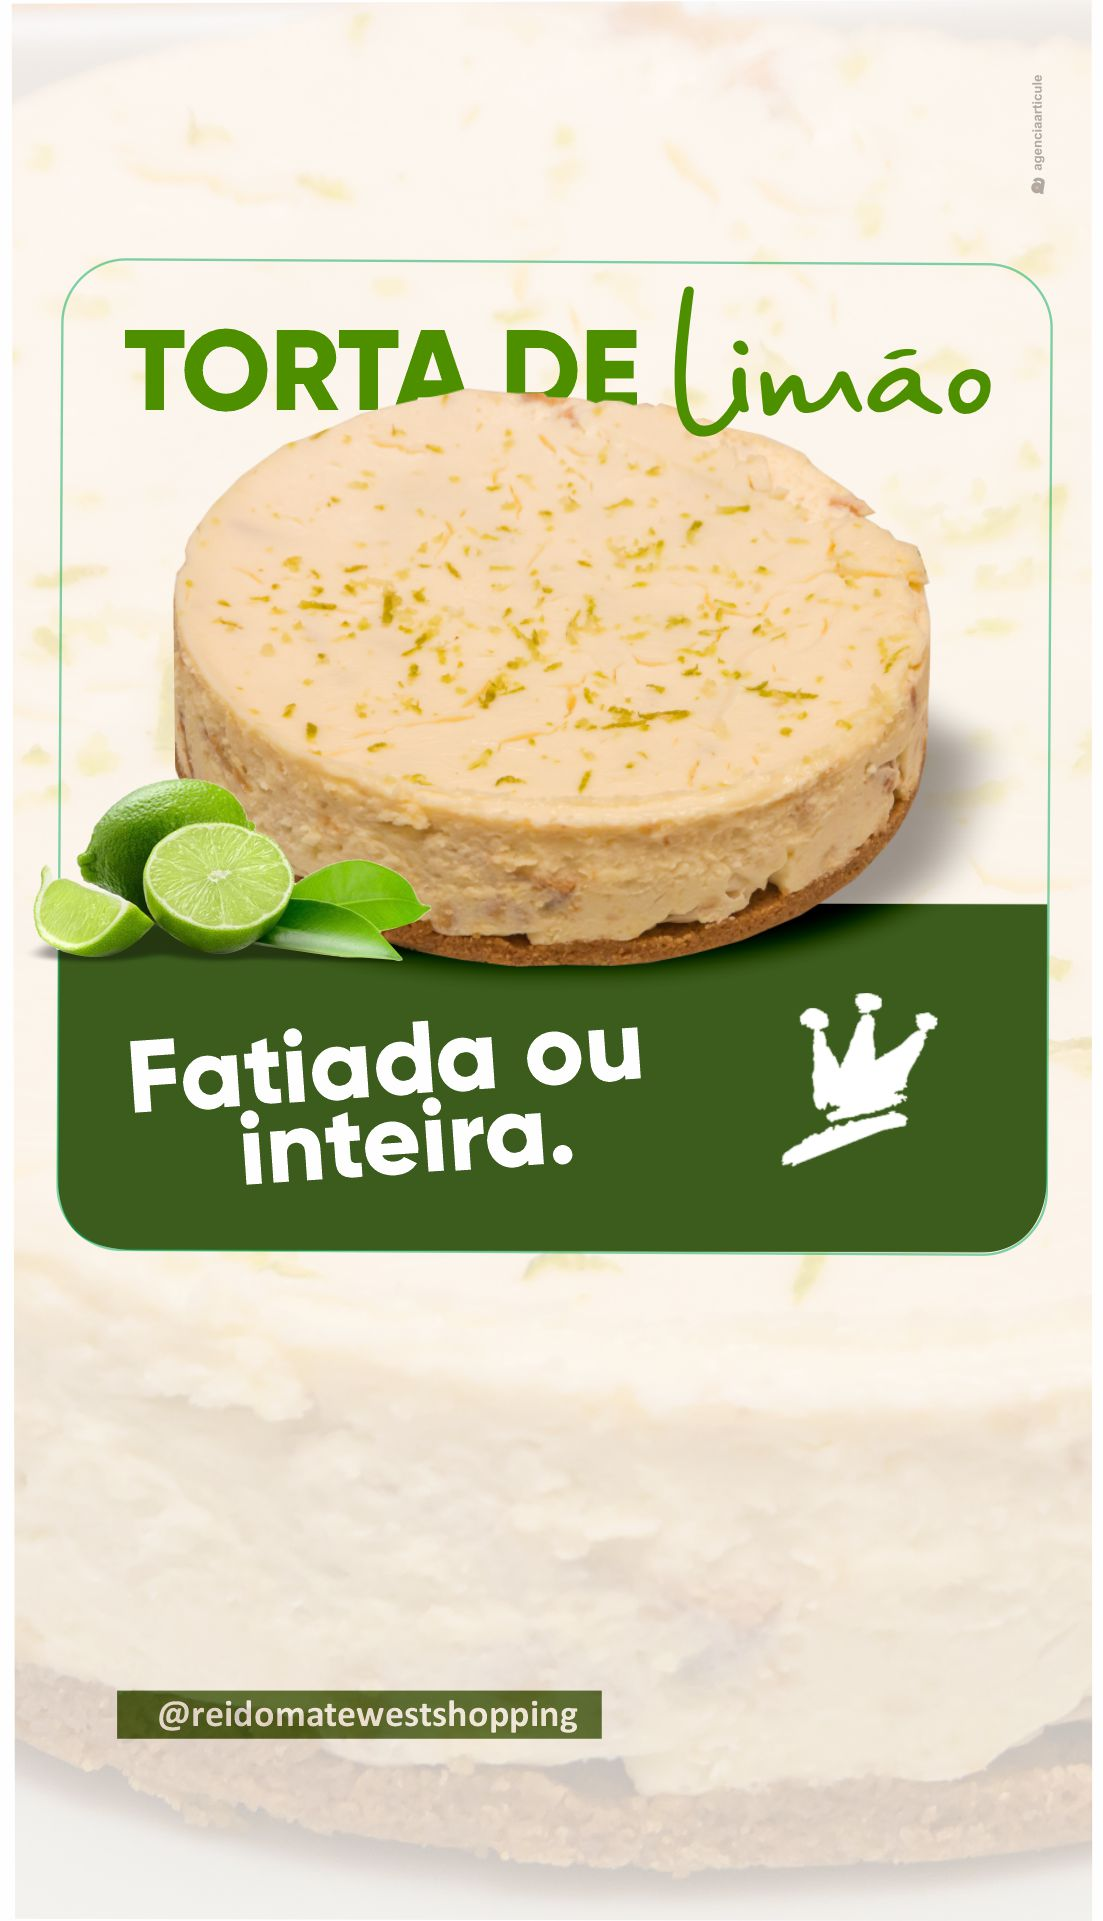 agenciaarticule
TORTA DE Limão
Fatiada ou
inteira.
@reidomatewestshopping